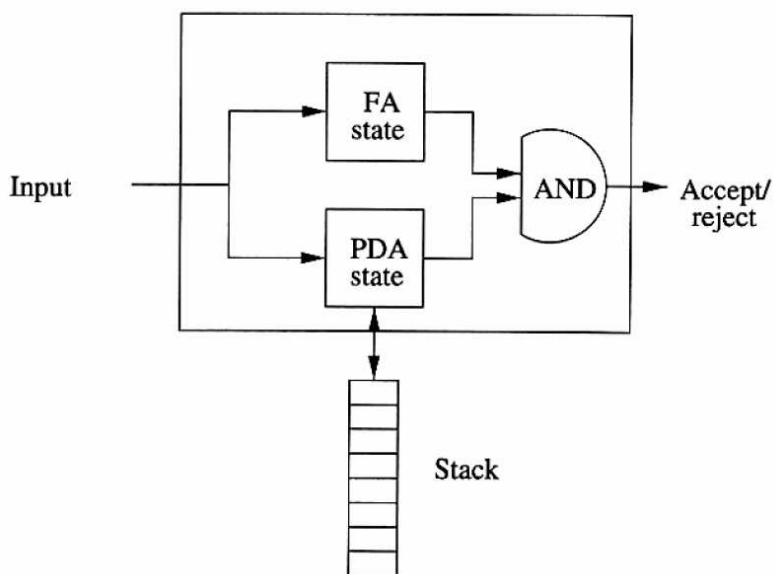 FA
state
Input
AND
Accept/
reject
PDA
state
Stack